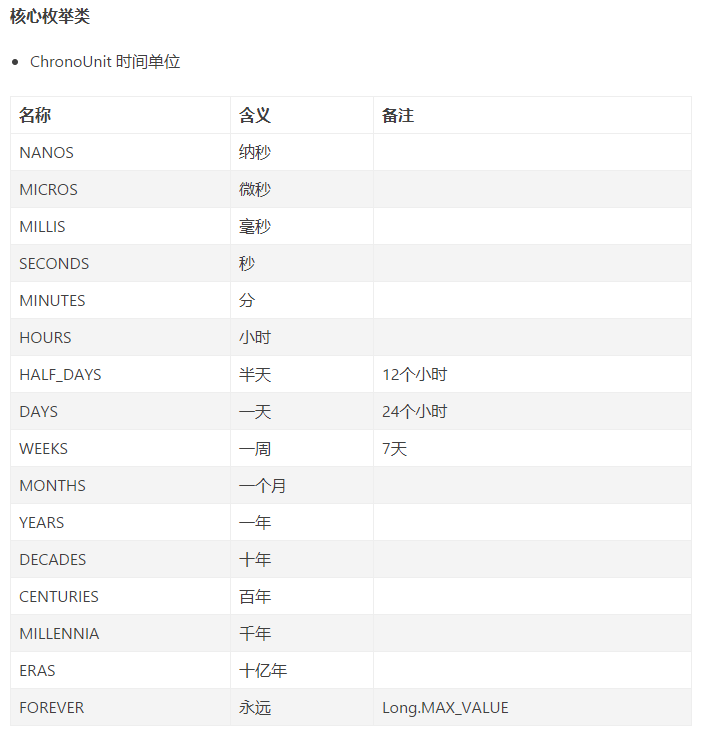 核心枚举类
ChronoUnit 时间单位
名称 含义 备注
NANOS 纳秒
MICROS 微秒
MILLIS 毫秒
SECONDS 秒
MINUTES 分
HOURS 小时
HALF_DAYS 半天 12个小时
DAYS 一天 24个小时
WEEKS 一周 7天
MONTHS 一个月
YEARS 一年
DECADES 十年
CENTURIES 百年
MILLENNIA 千年
ERAS 十亿年
FOREVER 永远 Long.MAX_VALUE